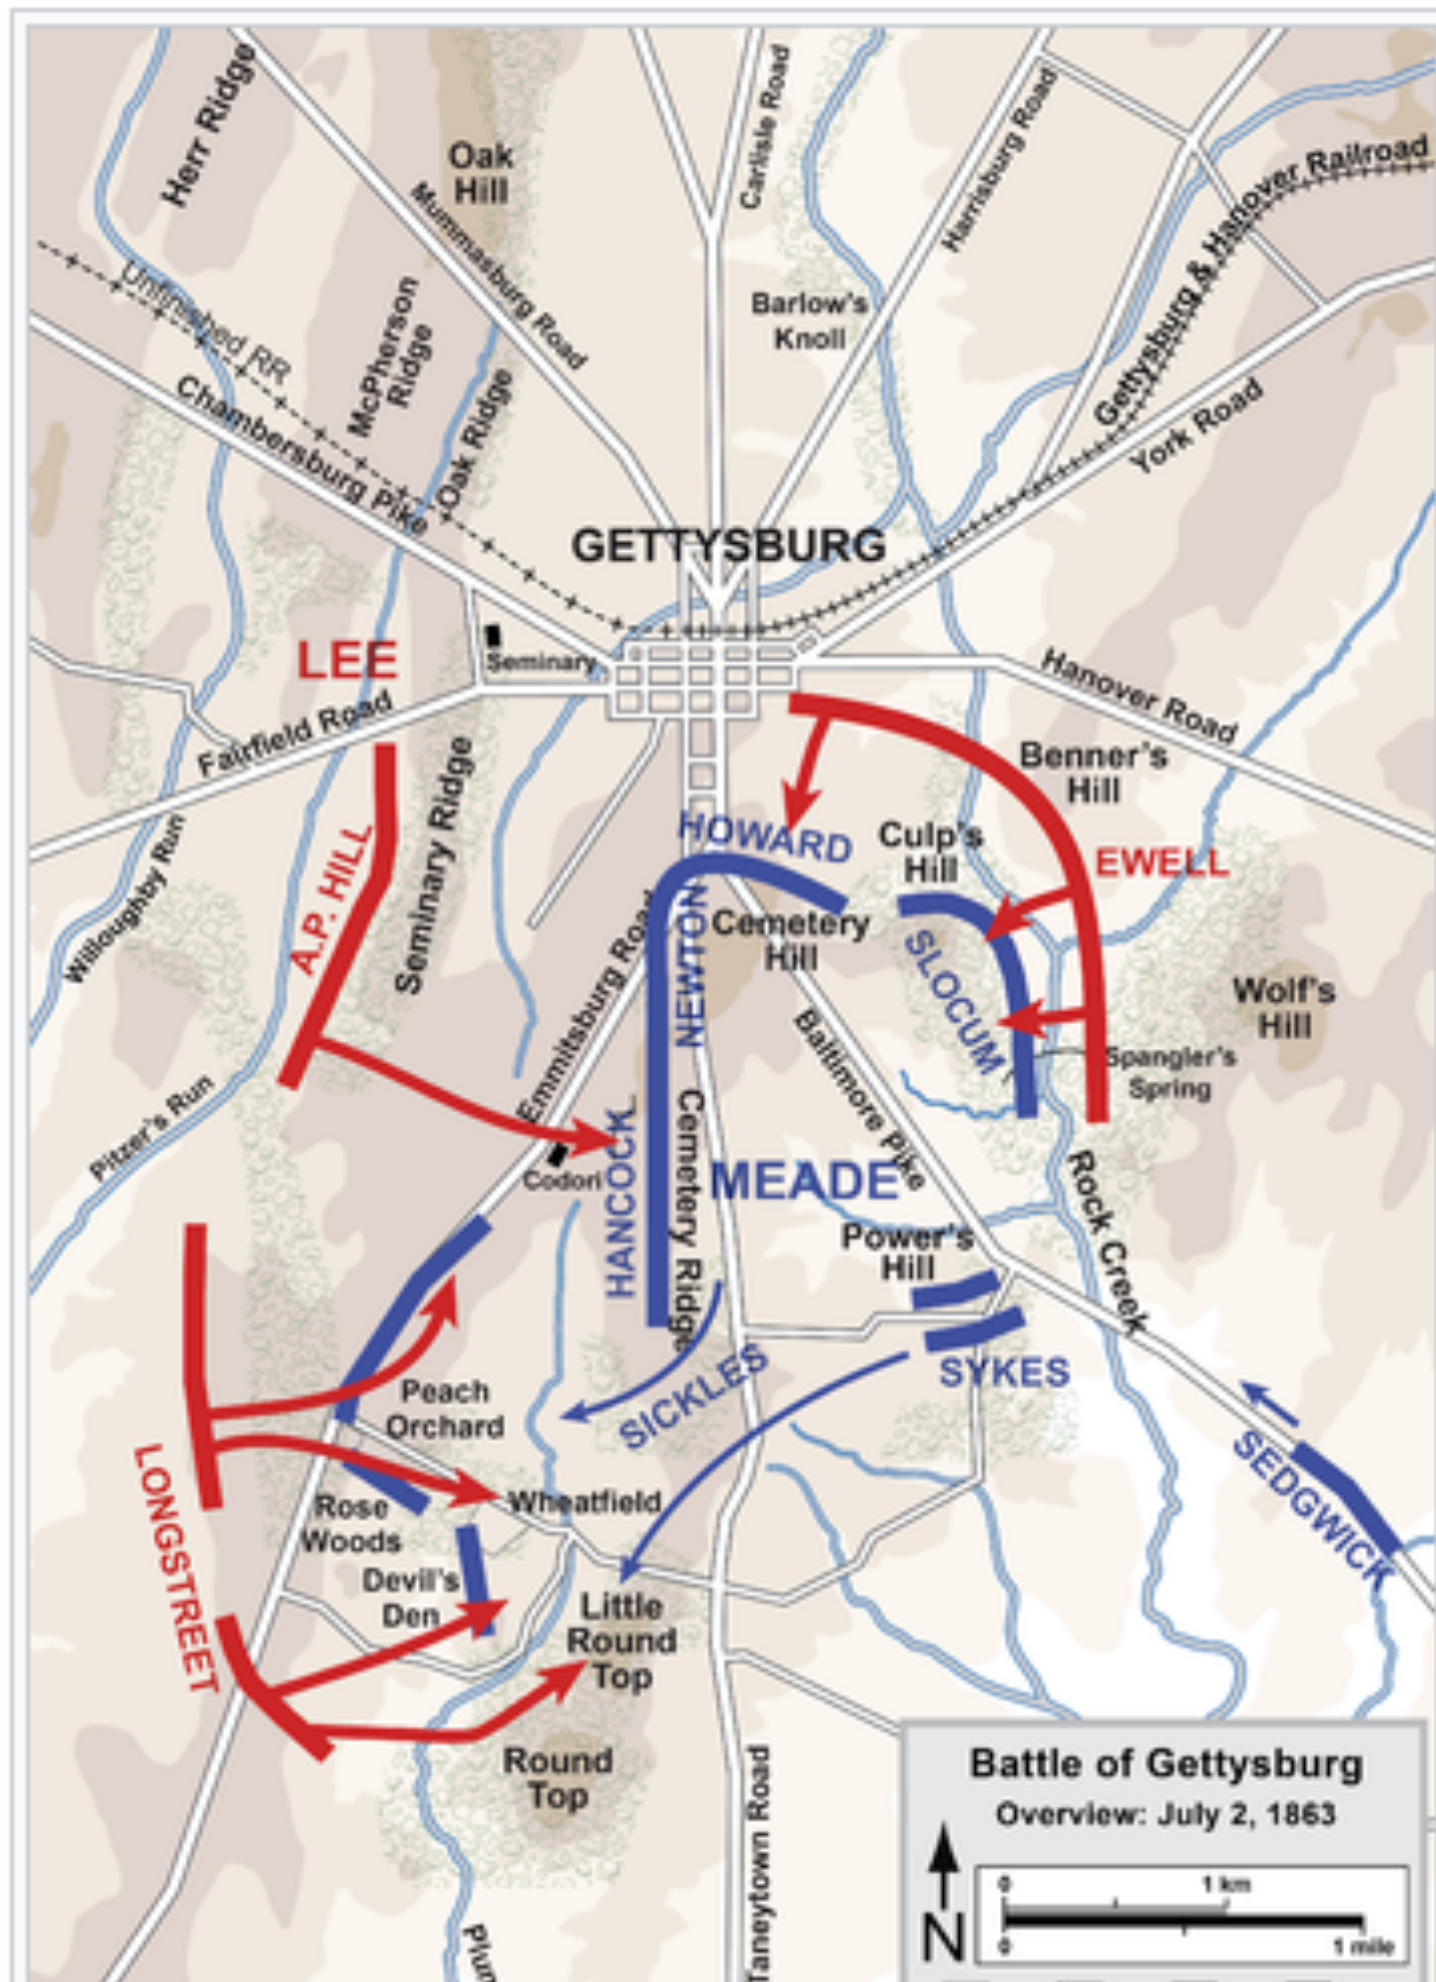 Herr Ridge
Oak
Hill
Carlisle Road
Harrisburg Road
Gettysburg & Hanover Railroad
Mummasburg Road
Unfinished RR
McPherson
Ridge
Barlow's
Knoll
Chambersburg Pike
Oak Ridge
York Road
GETTYSBURG
LEE
Seminary
Hanover Road
Fairfield Road
Benner's
Hill
Seminary Ridge
A.P. HILL
HOWARD
Culp's
Hill
EWELL
Willoughby Run
NEWTON
Cemetery
Hill
SLOCUM
Wolf's
Hill
Emmitsburg Road
Baltimore Pike
Spangler's
Spring
Pitzer's Run
Codori
HANCOCK
Cemetery Ridge
MEADE
Rock Creek
Power's
Hill
SYKES
SICKLES
Peach
Orchard
SEDGWICK
LONGSTREET
Rose
Woods
Wheatfield
Devil's
Den
Little
Round
Top
Round
Top
Taneytown Road
Plum
Battle of Gettysburg
Overview: July 2, 1863
N
0 1 km
0 1 mile